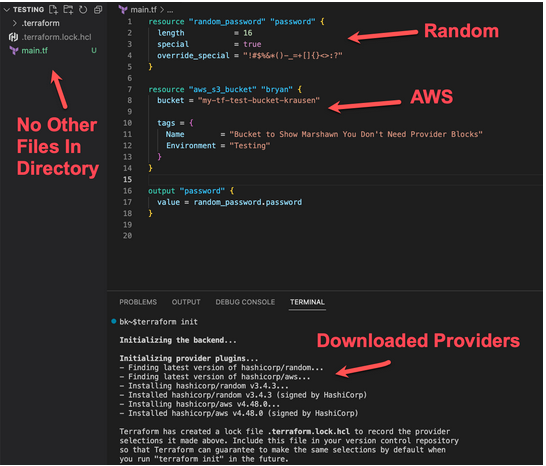 TESTING
.terraform
.terraform.lock.hcl
main.tf U
No Other
Files In
Directory
main.tf > ...
1 resource "random_password" "password" {
2 length = 16
3 special = true
4 override_special = "!#$%&*()-_=+[]{}<>:?"
5 }
6
7 resource "aws_s3_bucket" "bryan" {
8 bucket = "my-tf-test-bucket-krausen"
9
10 tags = {
11 Name = "Bucket to Show Marshawn You Don't Need Provider Blocks"
12 Environment = "Testing"
13 }
14 }
15
16 output "password" {
17 value = random_password.password
18 }
19
20
Random
AWS
PROBLEMS OUTPUT DEBUG CONSOLE TERMINAL
bk~$terraform init
Initializing the backend...
Initializing provider plugins...
- Finding latest version of hashicorp/random...
- Finding latest version of hashicorp/aws...
- Installing hashicorp/random v3.4.3...
- Installed hashicorp/random v3.4.3 (signed by HashiCorp)
- Installing hashicorp/aws v4.48.0...
- Installed hashicorp/aws v4.48.0 (signed by HashiCorp)
Terraform has created a lock file .terraform.lock.hcl to record the provider
selections it made above. Include this file in your version control repository
so that Terraform can guarantee to make the same selections by default when
you run "terraform init" in the future.
Downloaded Providers